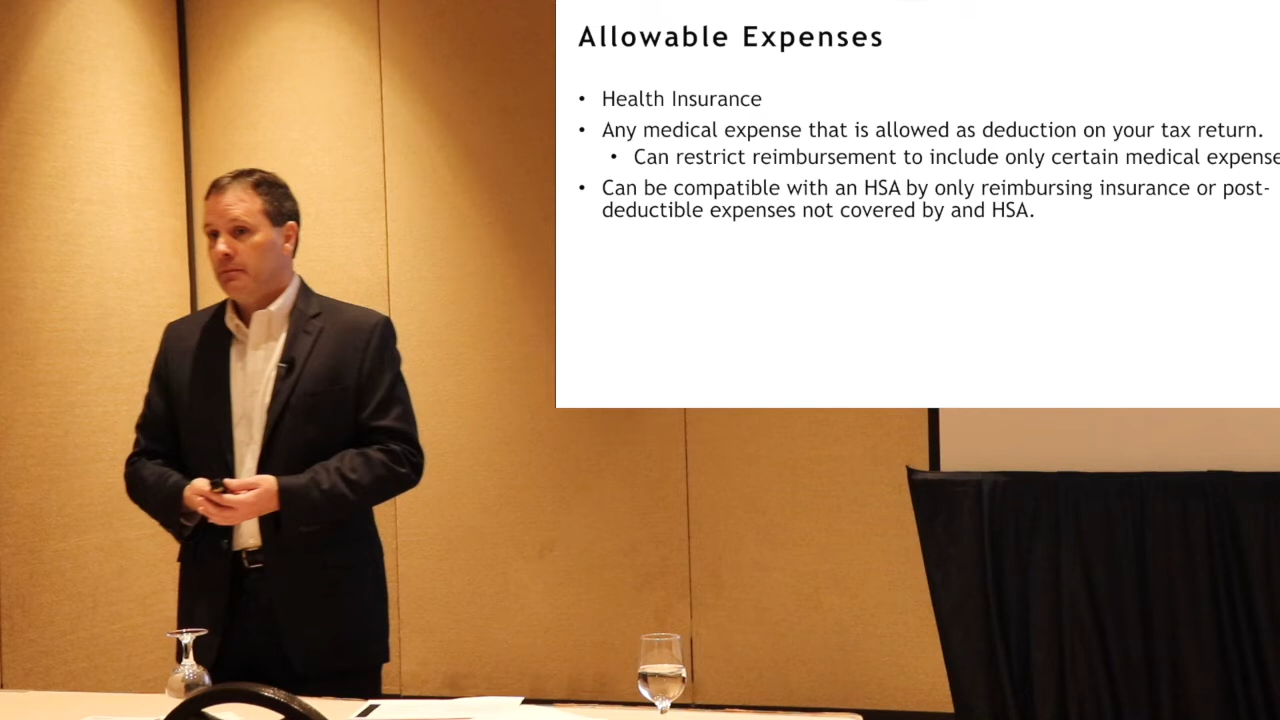 Allowable Expenses
• Health Insurance
• Any medical expense that is allowed as deduction on your tax return.
• Can restrict reimbursement to include only certain medical expense
• Can be compatible with an HSA by only reimbursing insurance or post-
deductible expenses not covered by and HSA.